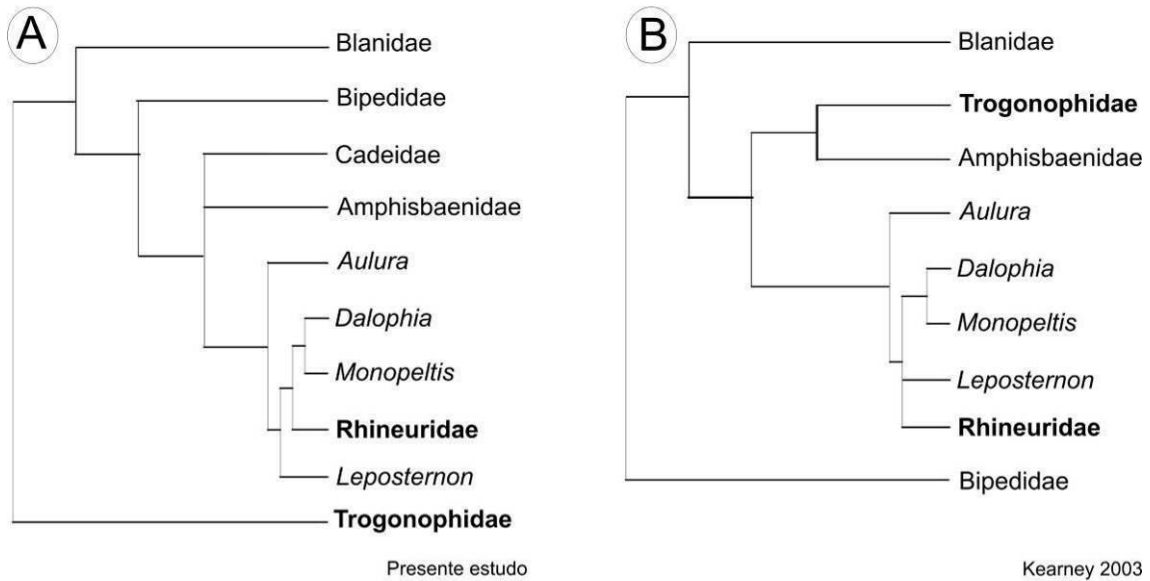 A
Blanidae
Bipedidae
Cadeidae
Amphisbaenidae
Aulura
Dalophia
Monopeltis
Rhineuridae
Leposternon
Trogonophidae
Presente estudo
B
Blanidae
Trogonophidae
Amphisbaenidae
Aulura
Dalophia
Monopeltis
Leposternon
Rhineuridae
Bipedidae
Kearney 2003